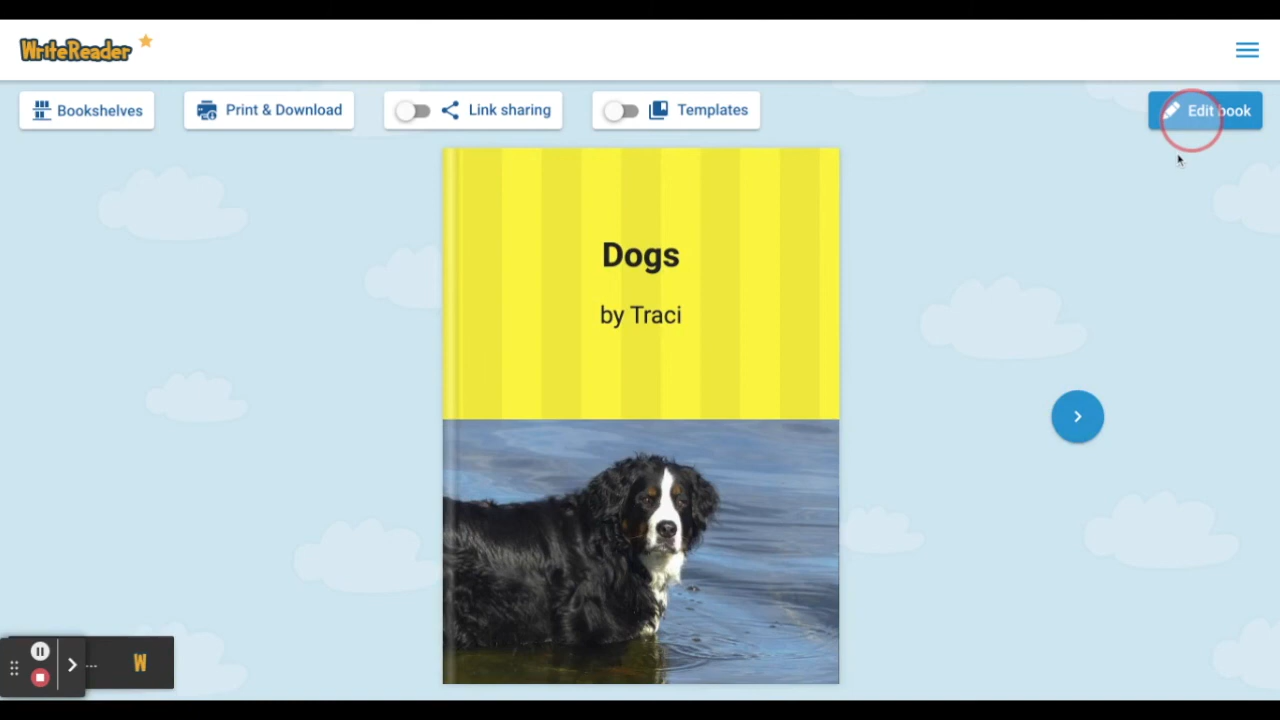 WriteReader
Bookshelves
Print & Download
Link sharing
Templates
Edit book
Dogs
by Traci
... W